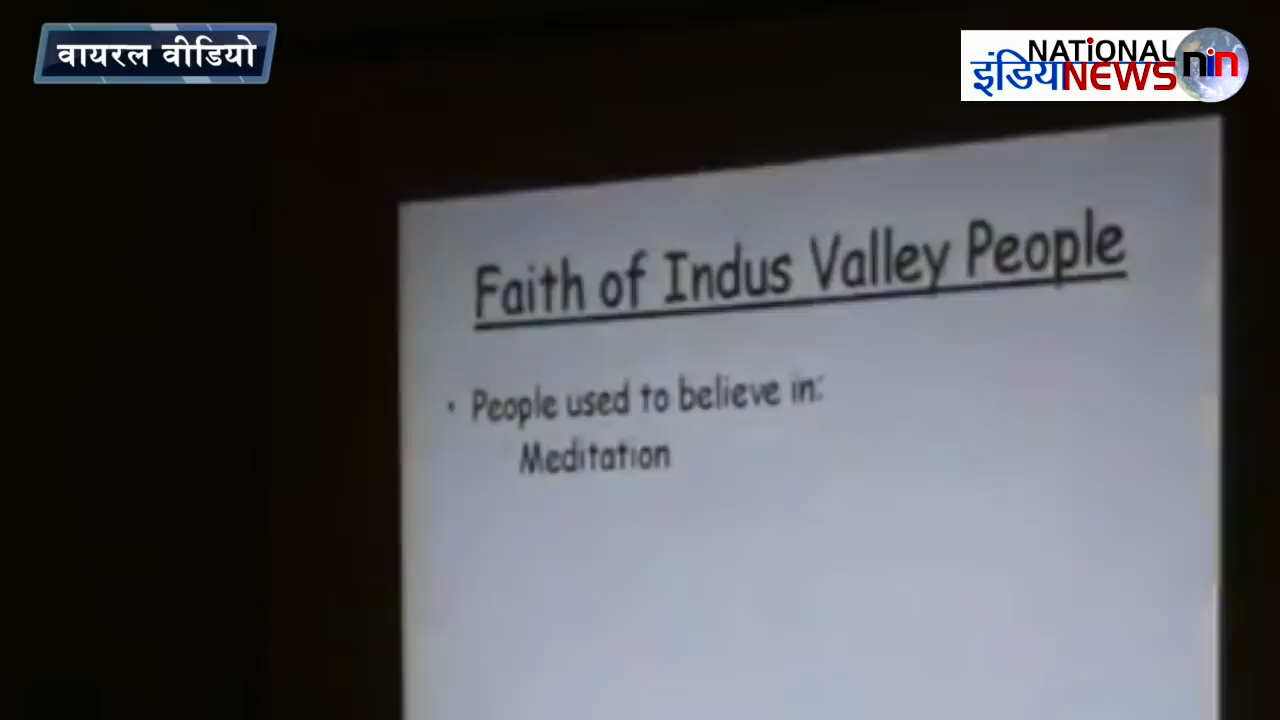 वायरल वीडियो
NATiONAL
इंडियाNEWS nin
Faith of Indus Valley People
• People used to believe in:
Meditation